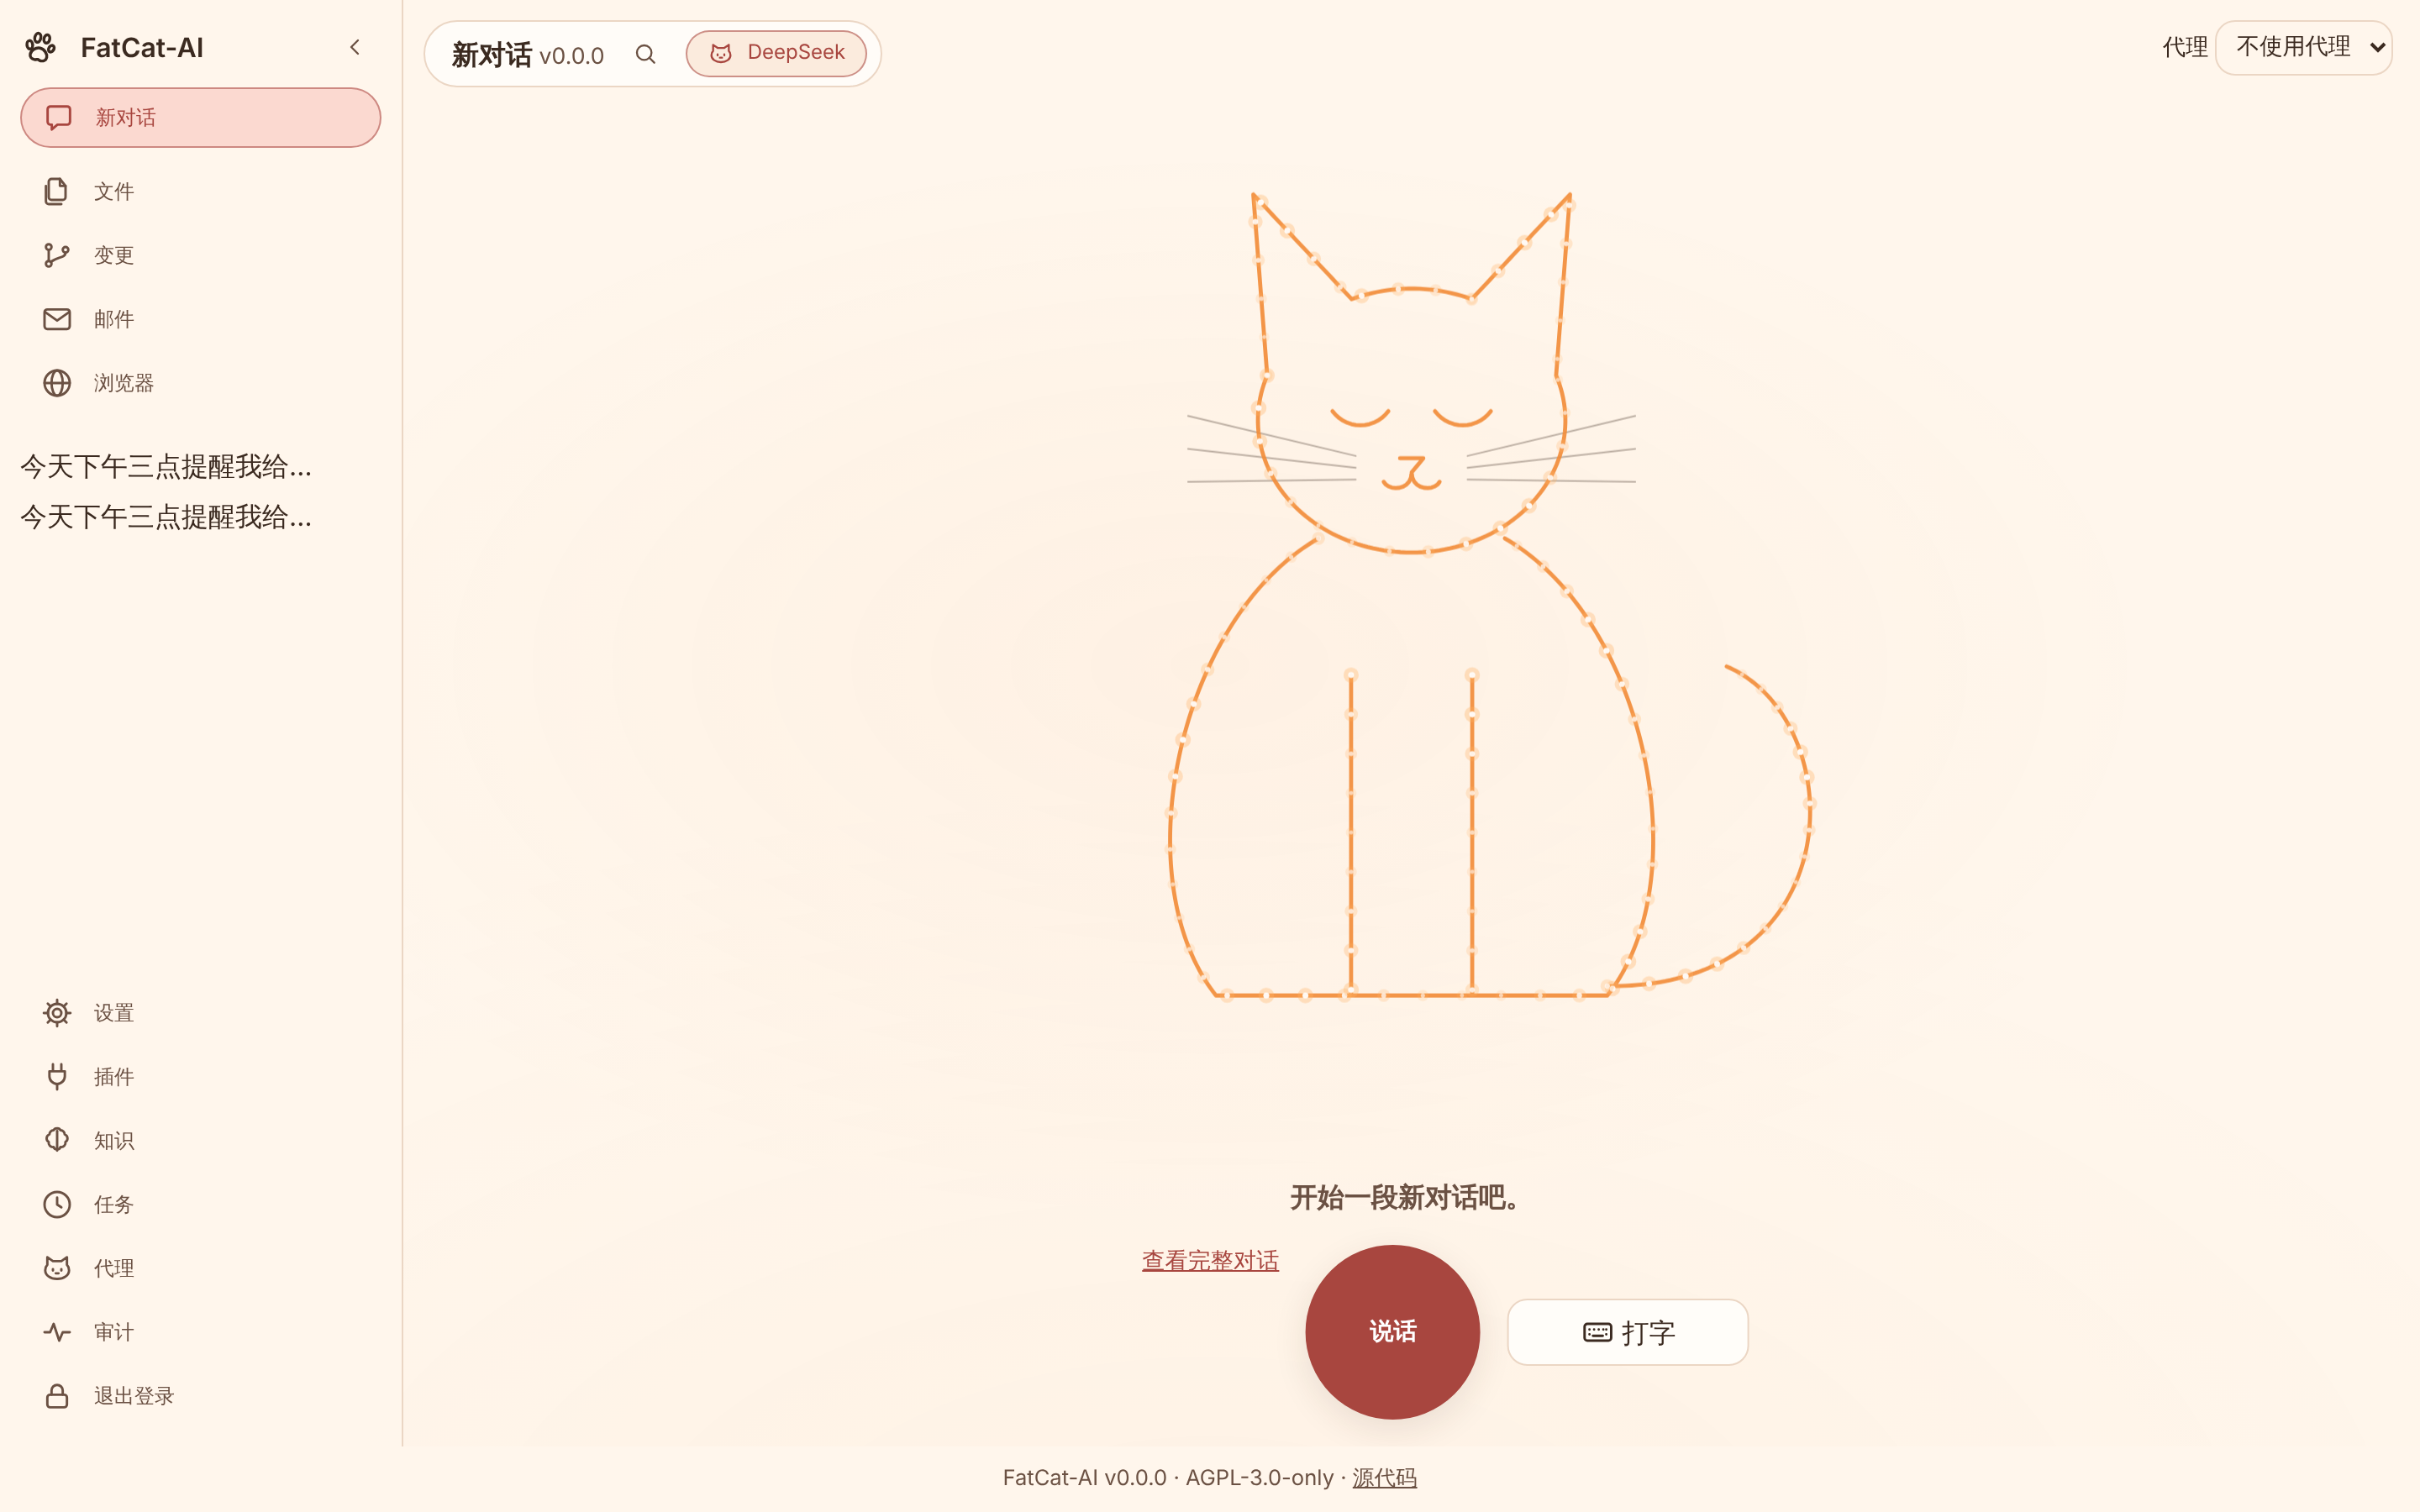 FatCat-AI
新对话
文件
变更
邮件
浏览器
今天下午三点提醒我给...
今天下午三点提醒我给...
设置
插件
知识
任务
代理
审计
退出登录
新对话 v0.0.0
DeepSeek
代理 不使用代理
开始一段新对话吧。
查看完整对话
说话
打字
FatCat-AI v0.0.0 · AGPL-3.0-only · 源代码